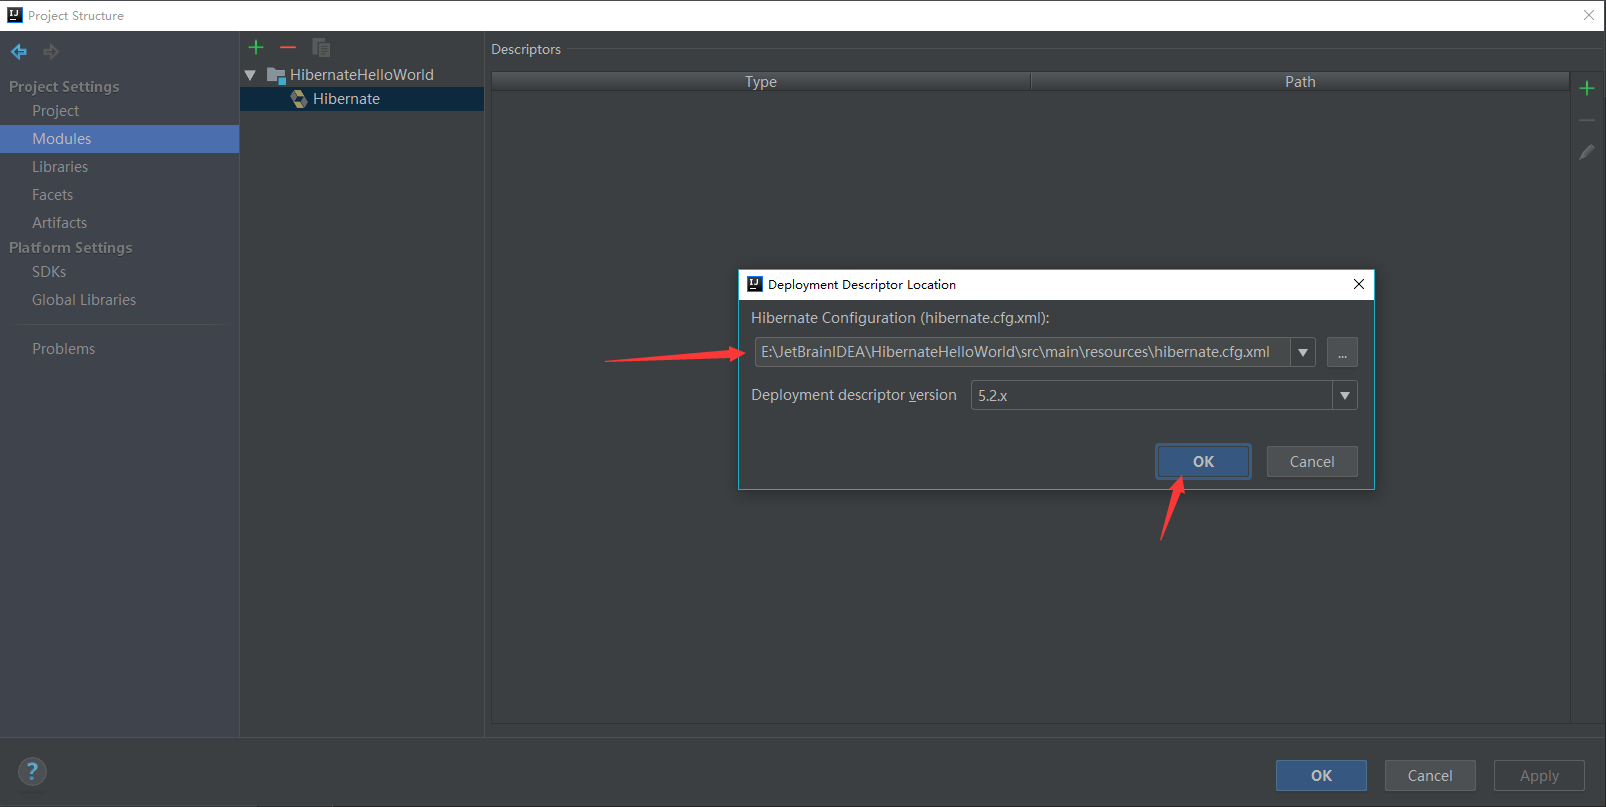 Project Structure
Project Settings
Project
Modules
Libraries
Facets
Artifacts
Platform Settings
SDKs
Global Libraries
Problems
HibernateHelloWorld
Hibernate
Descriptors
Type Path
Deployment Descriptor Location
Hibernate Configuration (hibernate.cfg.xml):
E:\JetBrainIDEA\HibernateHelloWorld\src\main\resources\hibernate.cfg.xml ...
Deployment descriptor version 5.2.x
OK Cancel
? OK Cancel Apply